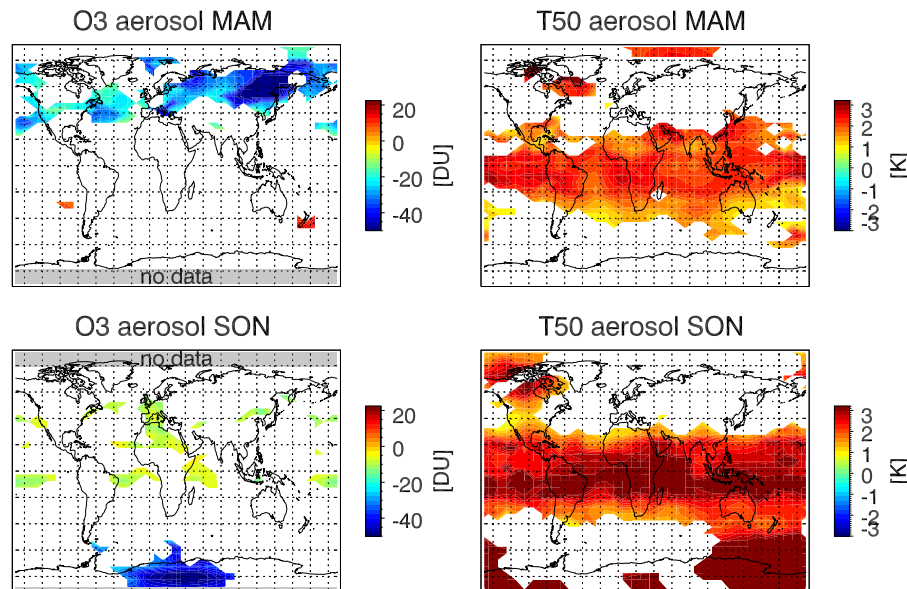 O3 aerosol MAM
T50 aerosol MAM
20
0
-20
-40
[DU]
3
2
1
0
-1
-2
-3
[K]
no data
O3 aerosol SON
T50 aerosol SON
no data
20
0
-20
-40
[DU]
3
2
1
0
-1
-2
-3
[K]